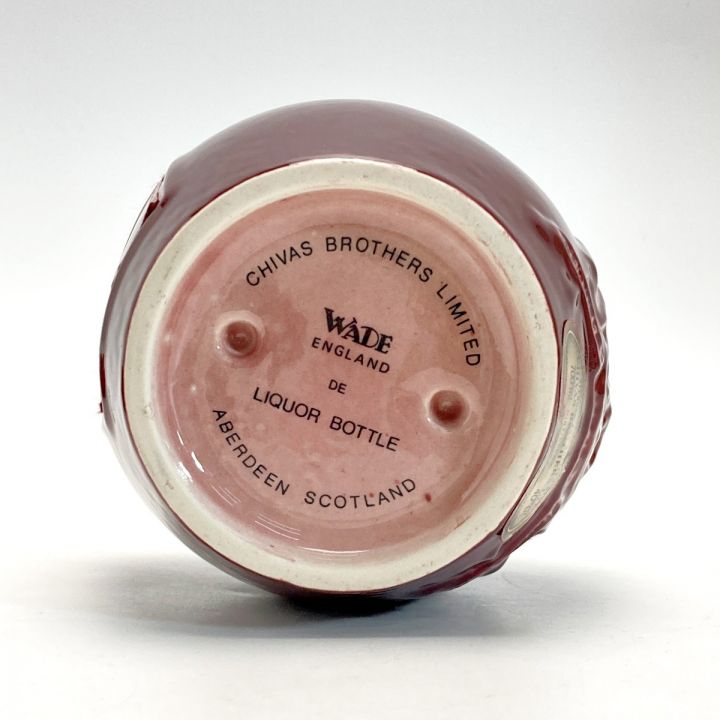 CHIVAS BROTHERS LIMITED
WADE
ENGLAND
DE
LIQUOR BOTTLE
ABERDEEN SCOTLAND